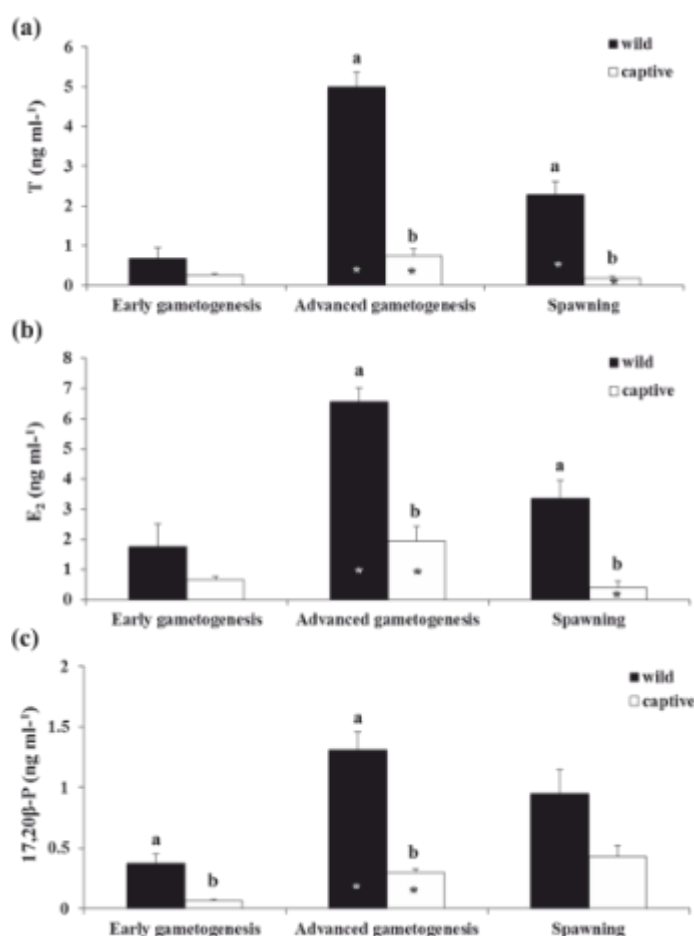 (a)
6
5
4
3
2
1
0
T (ng ml-¹)
wild
captive
a
b
a
b
* * * *
Early gametogenesis Advanced gametogenesis Spawning
(b)
8
7
6
5
4
3
2
1
0
E₂ (ng ml-¹)
wild
captive
a
b
a
b
* * *
Early gametogenesis Advanced gametogenesis Spawning
(c)
2
1.5
1
0.5
0
17,20β-P (ng ml-¹)
wild
captive
a
b
a
b
* *
Early gametogenesis Advanced gametogenesis Spawning